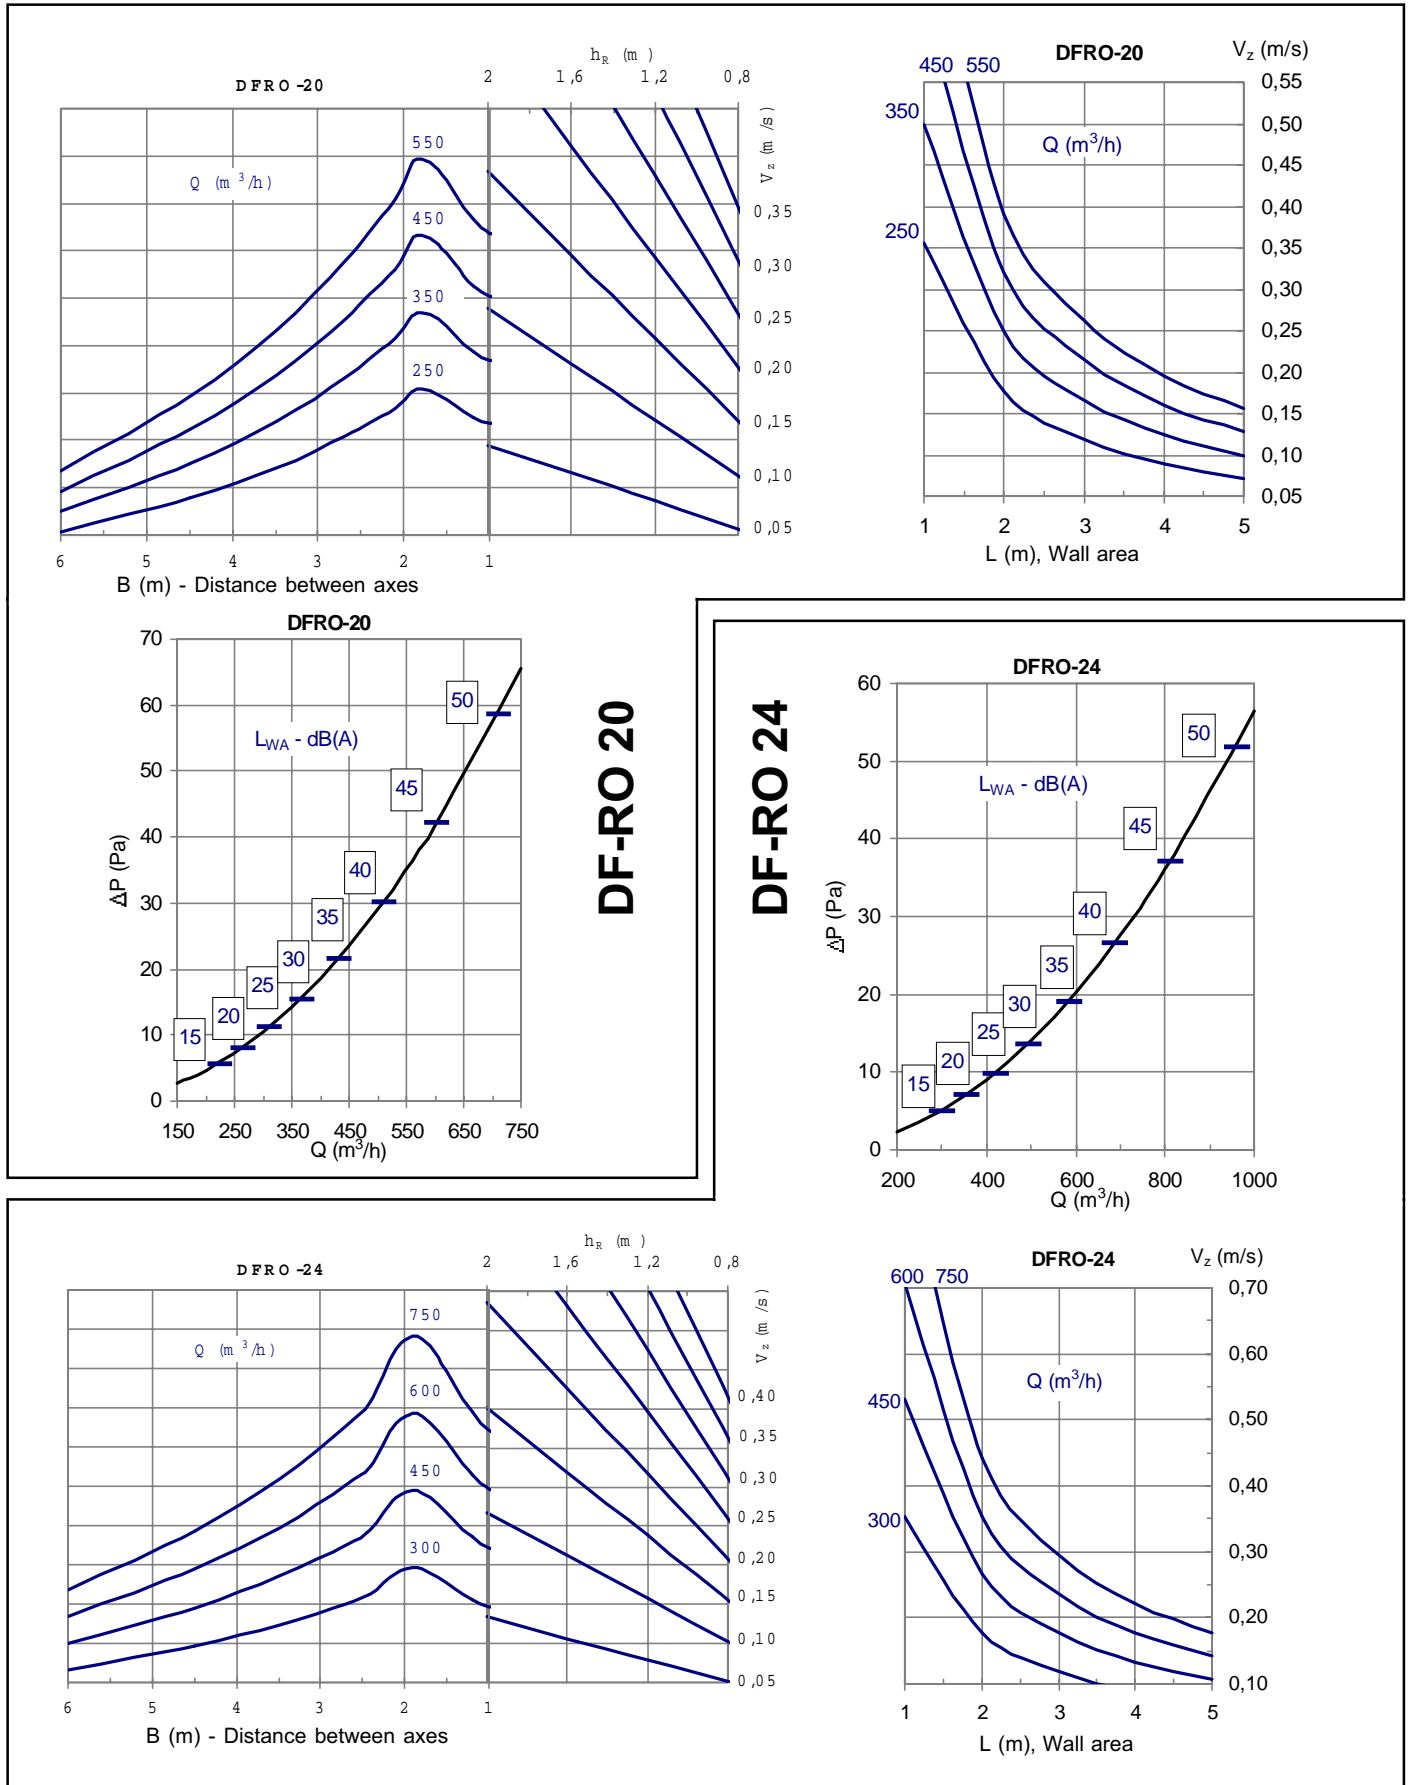 DFRO-20
h_R (m)
2 1,6 1,2 0,8
V_z (m/s)
Q (m³/h)
550
450
350
250
0,35
0,30
0,25
0,20
0,15
0,10
0,05
6 5 4 3 2 1
B (m) - Distance between axes
DFRO-20
V_z (m/s)
450 550
350
250
Q (m³/h)
0,55
0,50
0,45
0,40
0,35
0,30
0,25
0,20
0,15
0,10
0,05
1 2 3 4 5
L (m), Wall area
DFRO-20
70
60
50
40
30
20
10
0
ΔP (Pa)
L_WA - dB(A)
50
45
40
35
30
25
20
15
150 250 350 450 550 650 750
Q (m³/h)
DF-RO 20
DF-RO 24
DFRO-24
60
50
40
30
20
10
0
ΔP (Pa)
L_WA - dB(A)
50
45
40
35
30
25
20
15
200 400 600 800 1000
Q (m³/h)
DFRO-24
h_R (m)
2 1,6 1,2 0,8
V_z (m/s)
Q (m³/h)
750
600
450
300
0,40
0,35
0,30
0,25
0,20
0,15
0,10
0,05
6 5 4 3 2 1
B (m) - Distance between axes
DFRO-24
V_z (m/s)
600 750
450
300
Q (m³/h)
0,70
0,60
0,50
0,40
0,30
0,20
0,10
1 2 3 4 5
L (m), Wall area